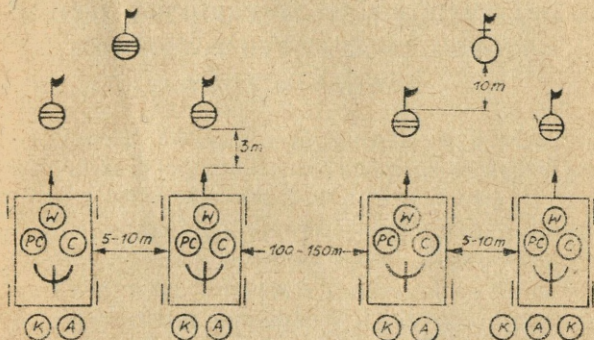 10m
3m
W W W W
PC C PC C PC C PC C
5-10m 100-150m 5-10m
K A K A K A K A K